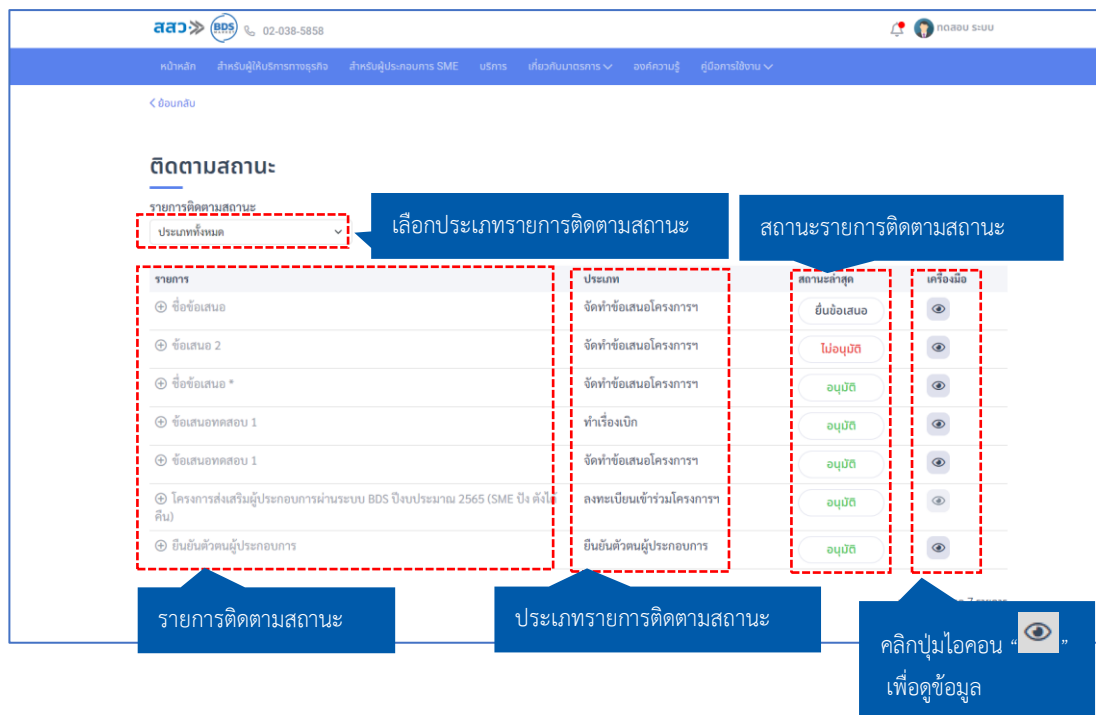 สสว BDS 02-038-5858 ทดสอบ ระบบ
หน้าหลัก สำหรับผู้ให้บริการทางธุรกิจ สำหรับผู้ประกอบการ SME บริการ เกี่ยวกับมาตรการ องค์ความรู้ คู่มือการใช้งาน
< ย้อนกลับ
ติดตามสถานะ
รายการติดตามสถานะ
ประเภททั้งหมด
เลือกประเภทรายการติดตามสถานะ
สถานะรายการติดตามสถานะ
รายการ ประเภท สถานะล่าสุด เครื่องมือ
ชื่อข้อเสนอ จัดทำข้อเสนอโครงการฯ ยื่นข้อเสนอ
ข้อเสนอ 2 จัดทำข้อเสนอโครงการฯ ไม่อนุมัติ
ชื่อข้อเสนอ * จัดทำข้อเสนอโครงการฯ อนุมัติ
ข้อเสนอทดสอบ 1 ทำเรื่องเบิก อนุมัติ
ข้อเสนอทดสอบ 1 จัดทำข้อเสนอโครงการฯ อนุมัติ
โครงการส่งเสริมผู้ประกอบการผ่านระบบ BDS ปีงบประมาณ 2565 (SME ปัง ตังได้ ลงทะเบียนเข้าร่วมโครงการฯ อนุมัติ
คืน)
ยืนยันตัวตนผู้ประกอบการ ยืนยันตัวตนผู้ประกอบการ อนุมัติ
7 รายการ
รายการติดตามสถานะ
ประเภทรายการติดตามสถานะ
คลิกปุ่มไอคอน “ ”
เพื่อดูข้อมูล